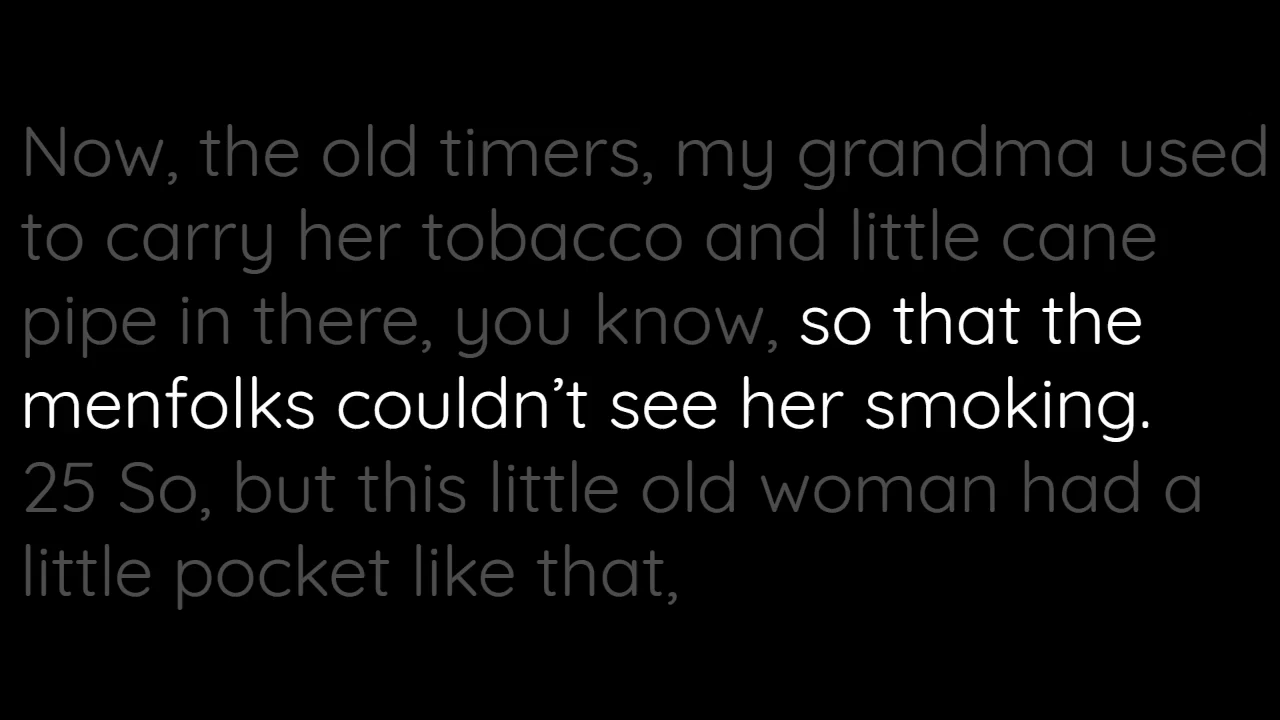 Now, the old timers, my grandma used
to carry her tobacco and little cane
pipe in there, you know, so that the
menfolks couldn’t see her smoking.
25 So, but this little old woman had a
little pocket like that,